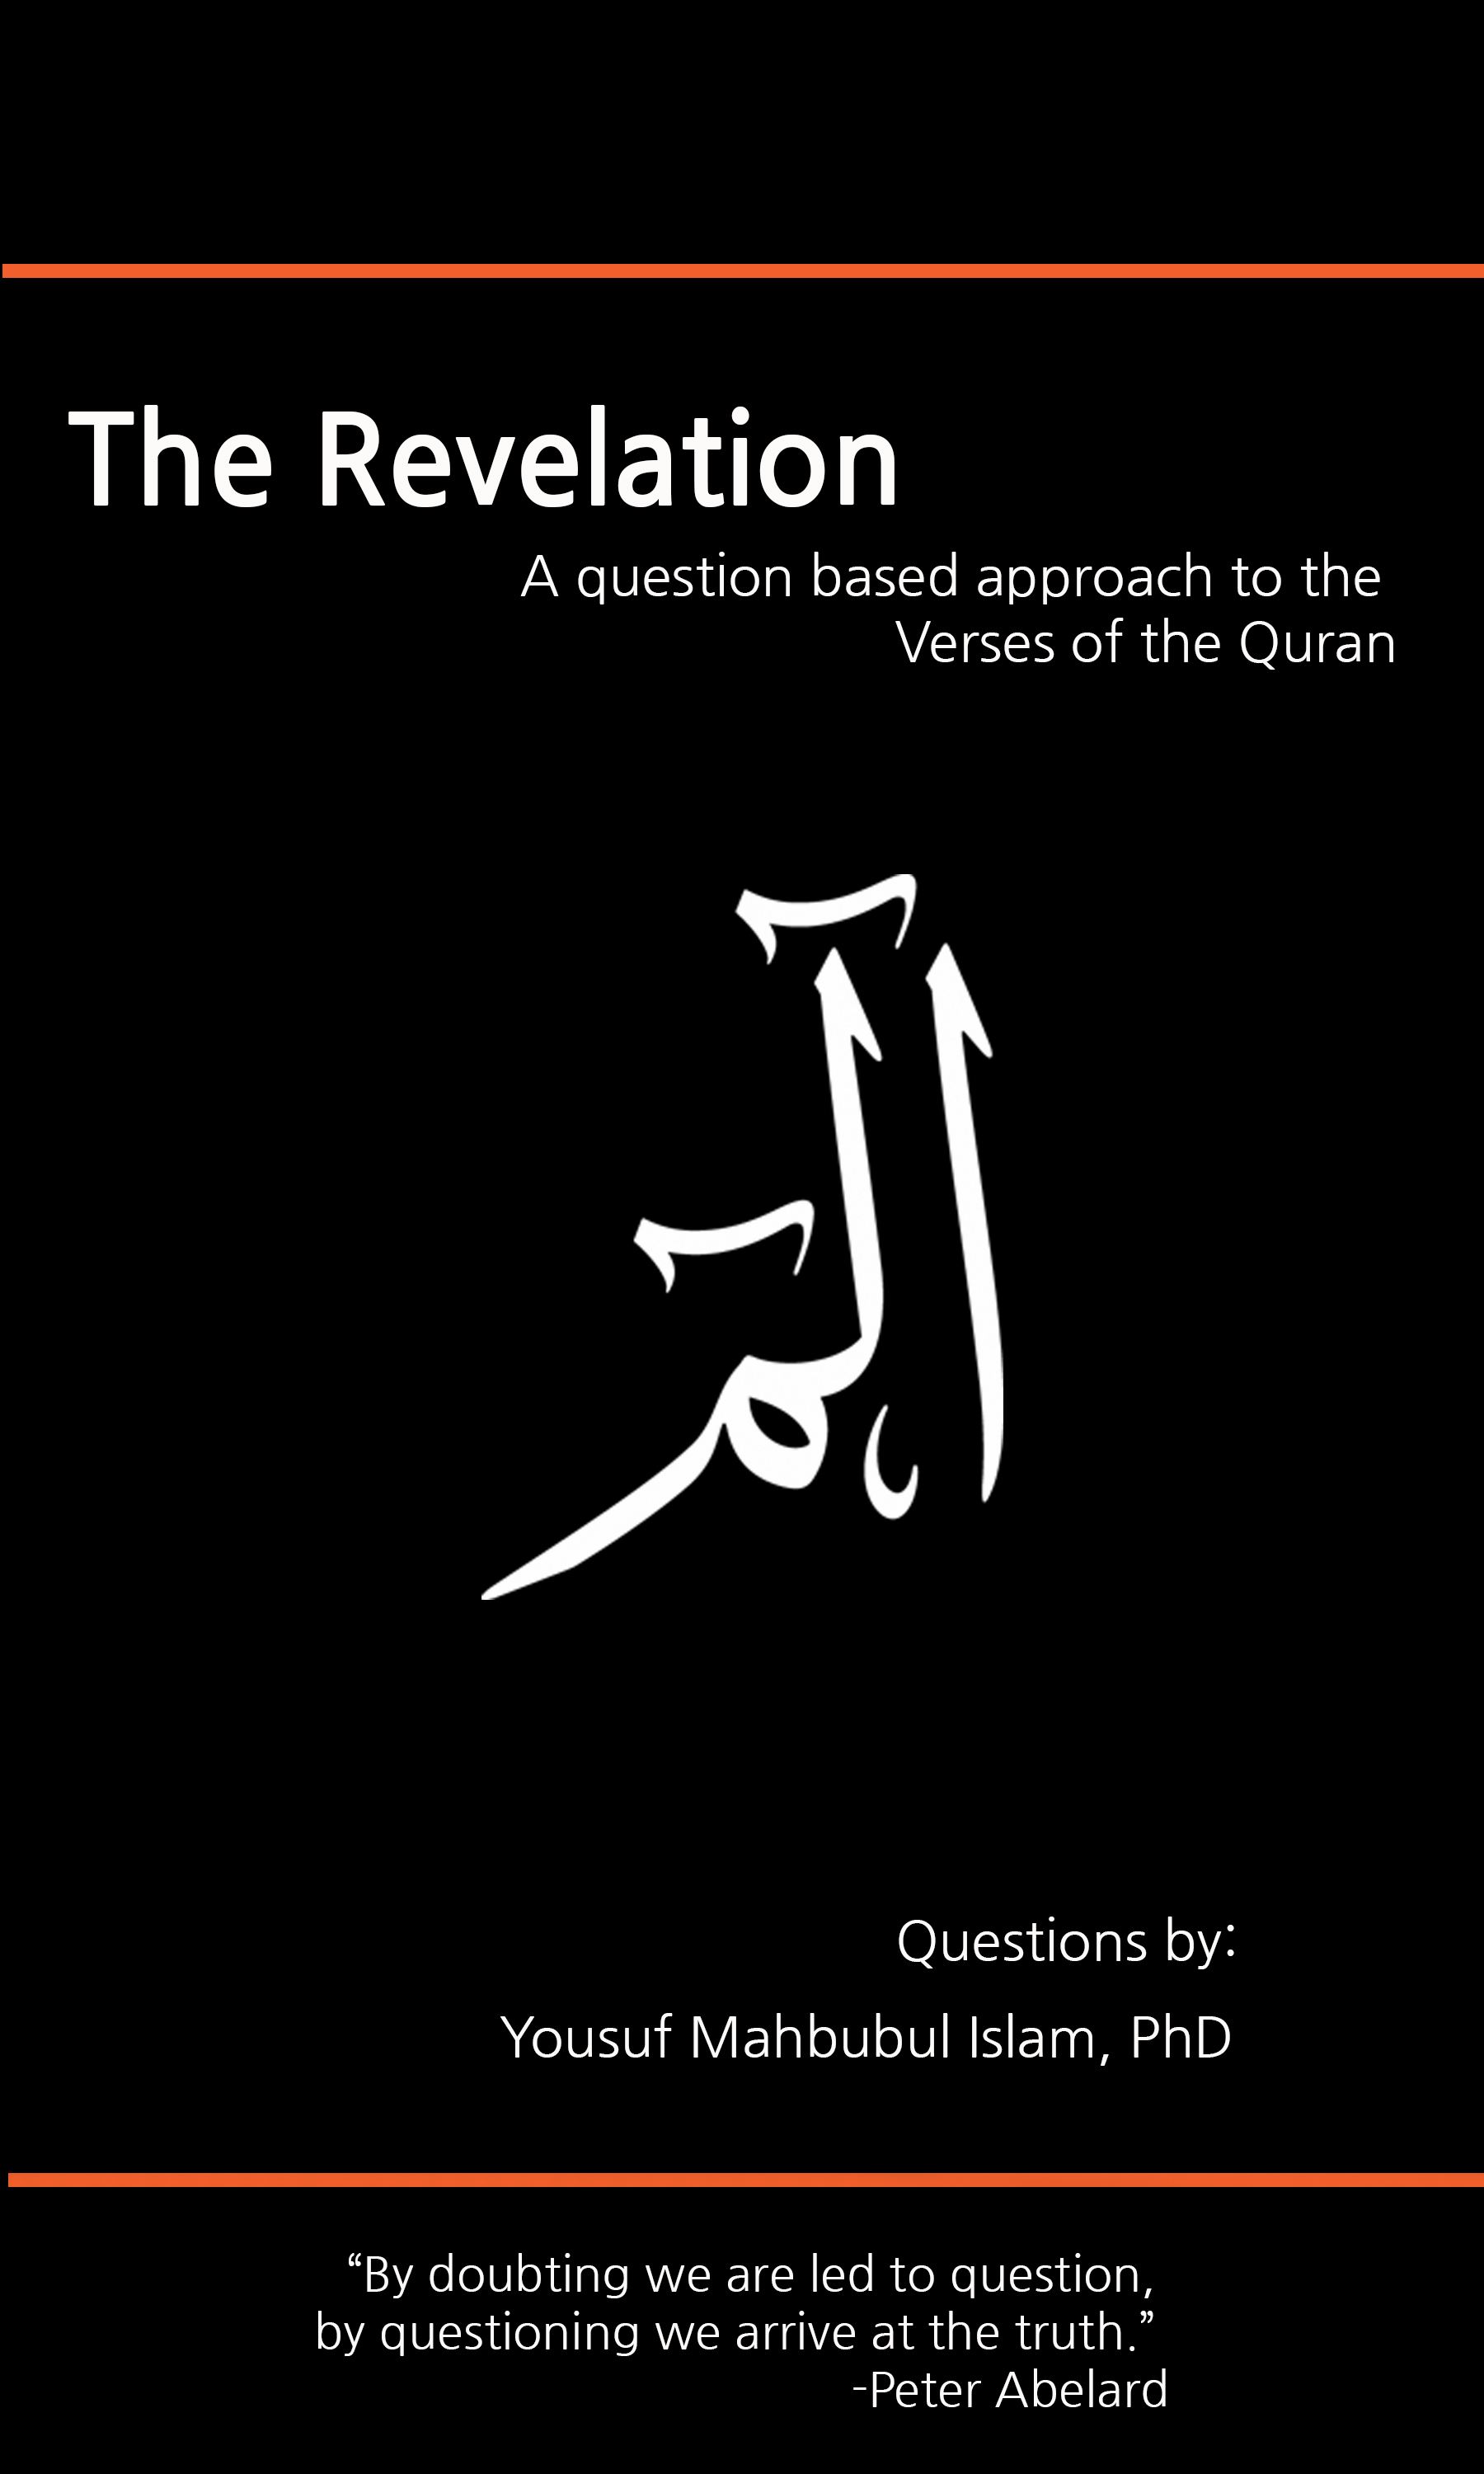 The Revelation
A question based approach to the
Verses of the Quran
الٓمٓ
Questions by:
Yousuf Mahbubul Islam, PhD
“By doubting we are led to question,
by questioning we arrive at the truth.”
-Peter Abelard